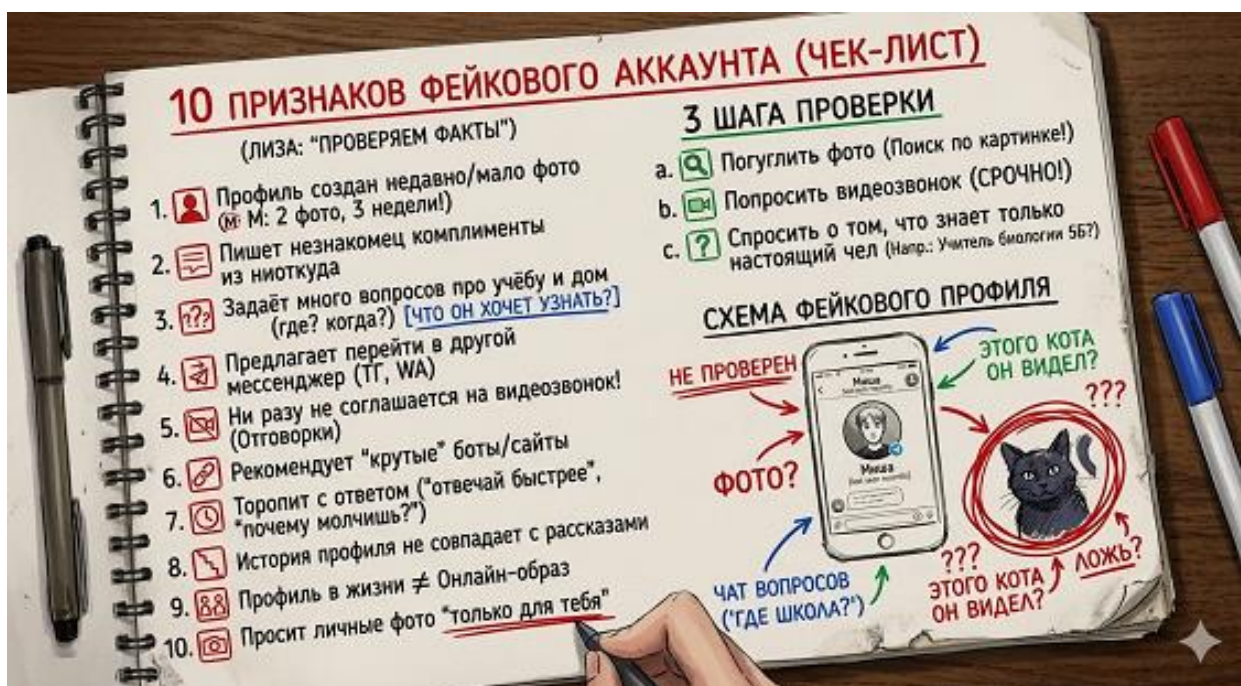 10 ПРИЗНАКОВ ФЕЙКОВОГО АККАУНТА (ЧЕК-ЛИСТ)
(ЛИЗА: "ПРОВЕРЯЕМ ФАКТЫ")
1. Профиль создан недавно/мало фото
(М: М: 2 фото, 3 недели!)
2. Пишет незнакомец комплименты
из ниоткуда
3. ??? Задаёт много вопросов про учёбу и дом
(где? когда?) [ЧТО ОН ХОЧЕТ УЗНАТЬ?]
4. Предлагает перейти в другой
мессенджер (ТГ, WA)
5. Ни разу не соглашается на видеозвонок!
(Отговорки)
6. Рекомендует "крутые" боты/сайты
7. Торопит с ответом ("отвечай быстрее",
"почему молчишь?")
8. История профиля не совпадает с рассказами
9. Профиль в жизни ≠ Онлайн-образ
10. Просит личные фото "только для тебя"
3 ШАГА ПРОВЕРКИ
a. Погуглить фото (Поиск по картинке!)
b. Попросить видеозвонок (СРОЧНО!)
c. ? Спросить о том, что знает только
настоящий чел (Напр.: Учитель биологии 5Б?)
СХЕМА ФЕЙКОВОГО ПРОФИЛЯ
НЕ ПРОВЕРЕН
ФОТО?
ЧАТ ВОПРОСОВ
("ГДЕ ШКОЛА?")
Миша
Миша
ЭТОГО КОТА
ОН ВИДЕЛ?
???
???
ЭТОГО КОТА
ОН ВИДЕЛ?
ЛОЖЬ?